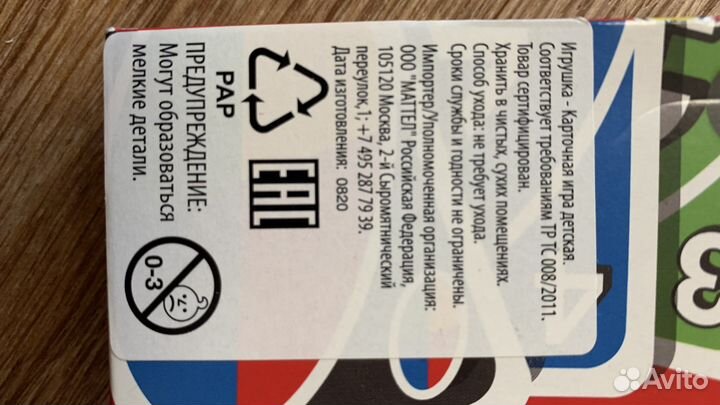 Игрушка - Карточная игра детская.
Соответствует требованиям ТР ТС 008/2011.
Товар сертифицирован.
Хранить в чистых, сухих помещениях.
Способ ухода: не требует ухода.
Сроки службы и годности не ограничены.
Импортер/Уполномоченная организация:
ООО "МАТТЕЛ" Российская Федерация,
105120 Москва, 2-й Сыромятнический
переулок, 1; +7 495 287 79 39.
Дата изготовления: 0820
PAP
EAC
ПРЕДУПРЕЖДЕНИЕ:
Могут образоваться
мелкие детали.
0-3
3
Avito